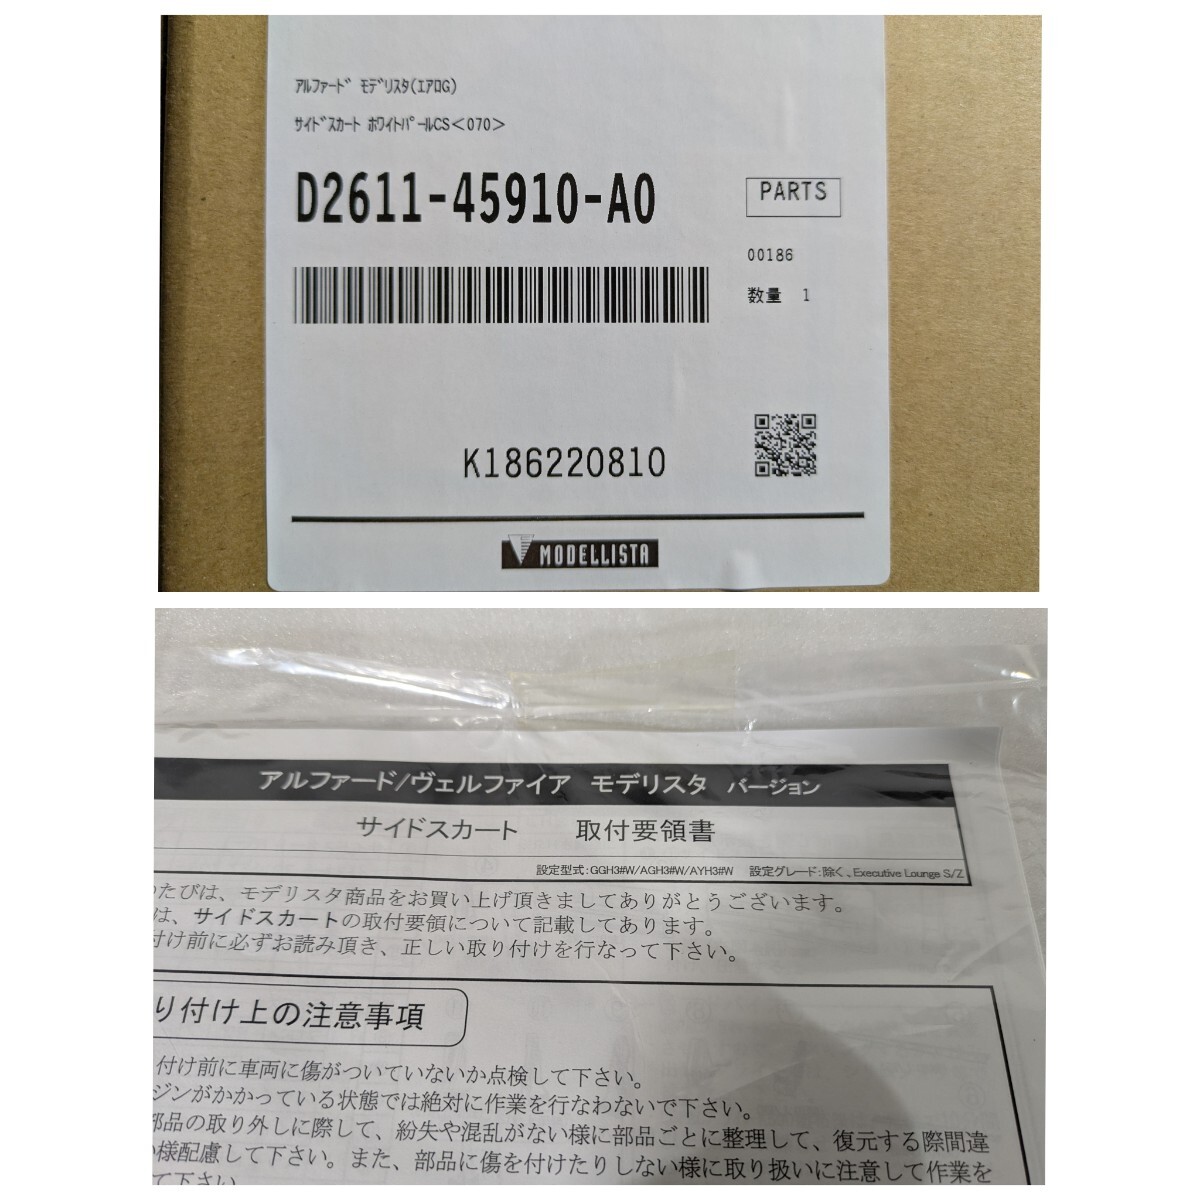 ｱﾙﾌｧｰﾄﾞ ﾓﾃﾞﾘｽﾀ(ｴｱﾛG)
ｻｲﾄﾞｽｶｰﾄ ﾎﾜｲﾄﾊﾟｰﾙCS<070>
D2611-45910-A0
PARTS
00186
数量 1
K186220810
MODELLISTA
アルファード/ヴェルファイア モデリスタ バージョン
サイドスカート 取付要領書
設定型式:GGH3#W/AGH3#W/AYH3#W 設定グレード:除く、Executive Lounge S/Z
たびは、モデリスタ商品をお買い上げ頂きましてありがとうございます。
は、サイドスカートの取付要領について記載してあります。
付け前に必ずお読み頂き、正しい取り付けを行なって下さい。
り付け上の注意事項
付け前に車両に傷がついていないか点検して下さい。
ジンがかかっている状態では絶対に作業を行なわないで下さい。
部品の取り外しに際して、紛失や混乱がない様に部品ごとに整理して、復元する際間違
様配慮して下さい。また、部品に傷を付けたりしない様に取り扱いに注意して作業を
て下さい。